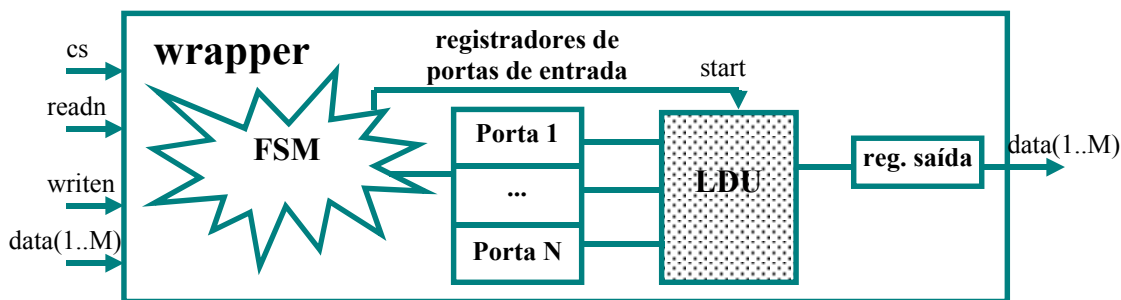 cs
readn
writen
data(1..M)
wrapper
FSM
registradores de
portas de entrada
start
Porta 1
...
Porta N
LDU
reg. saída
data(1..M)